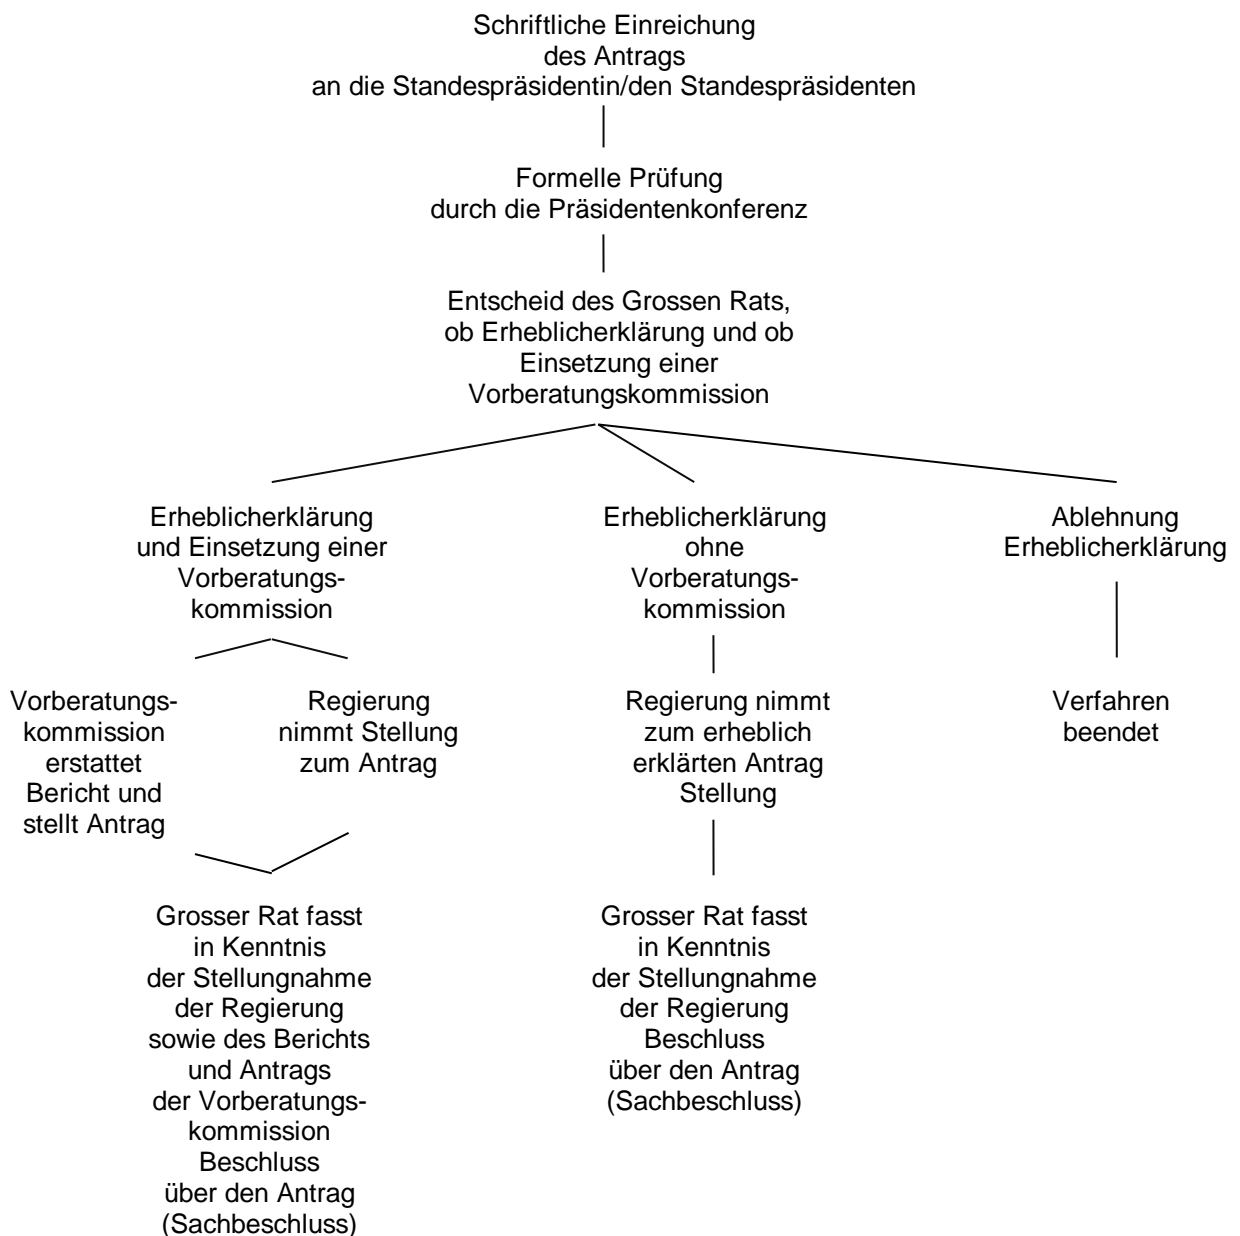 Schriftliche Einreichung
des Antrags
an die Standespräsidentin/den Standespräsidenten
Formelle Prüfung
durch die Präsidentenkonferenz
Entscheid des Grossen Rats,
ob Erheblicherklärung und ob
Einsetzung einer
Vorberatungskommission
Erheblicherklärung
und Einsetzung einer
Vorberatungs-
kommission
Erheblicherklärung
ohne
Vorberatungs-
kommission
Ablehnung
Erheblicherklärung
Vorberatungs-
kommission
erstattet
Bericht und
stellt Antrag
Regierung
nimmt Stellung
zum Antrag
Regierung nimmt
zum erheblich
erklärten Antrag
Stellung
Verfahren
beendet
Grosser Rat fasst
in Kenntnis
der Stellungnahme
der Regierung
sowie des Berichts
und Antrags
der Vorberatungs-
kommission
Beschluss
über den Antrag
(Sachbeschluss)
Grosser Rat fasst
in Kenntnis
der Stellungnahme
der Regierung
Beschluss
über den Antrag
(Sachbeschluss)